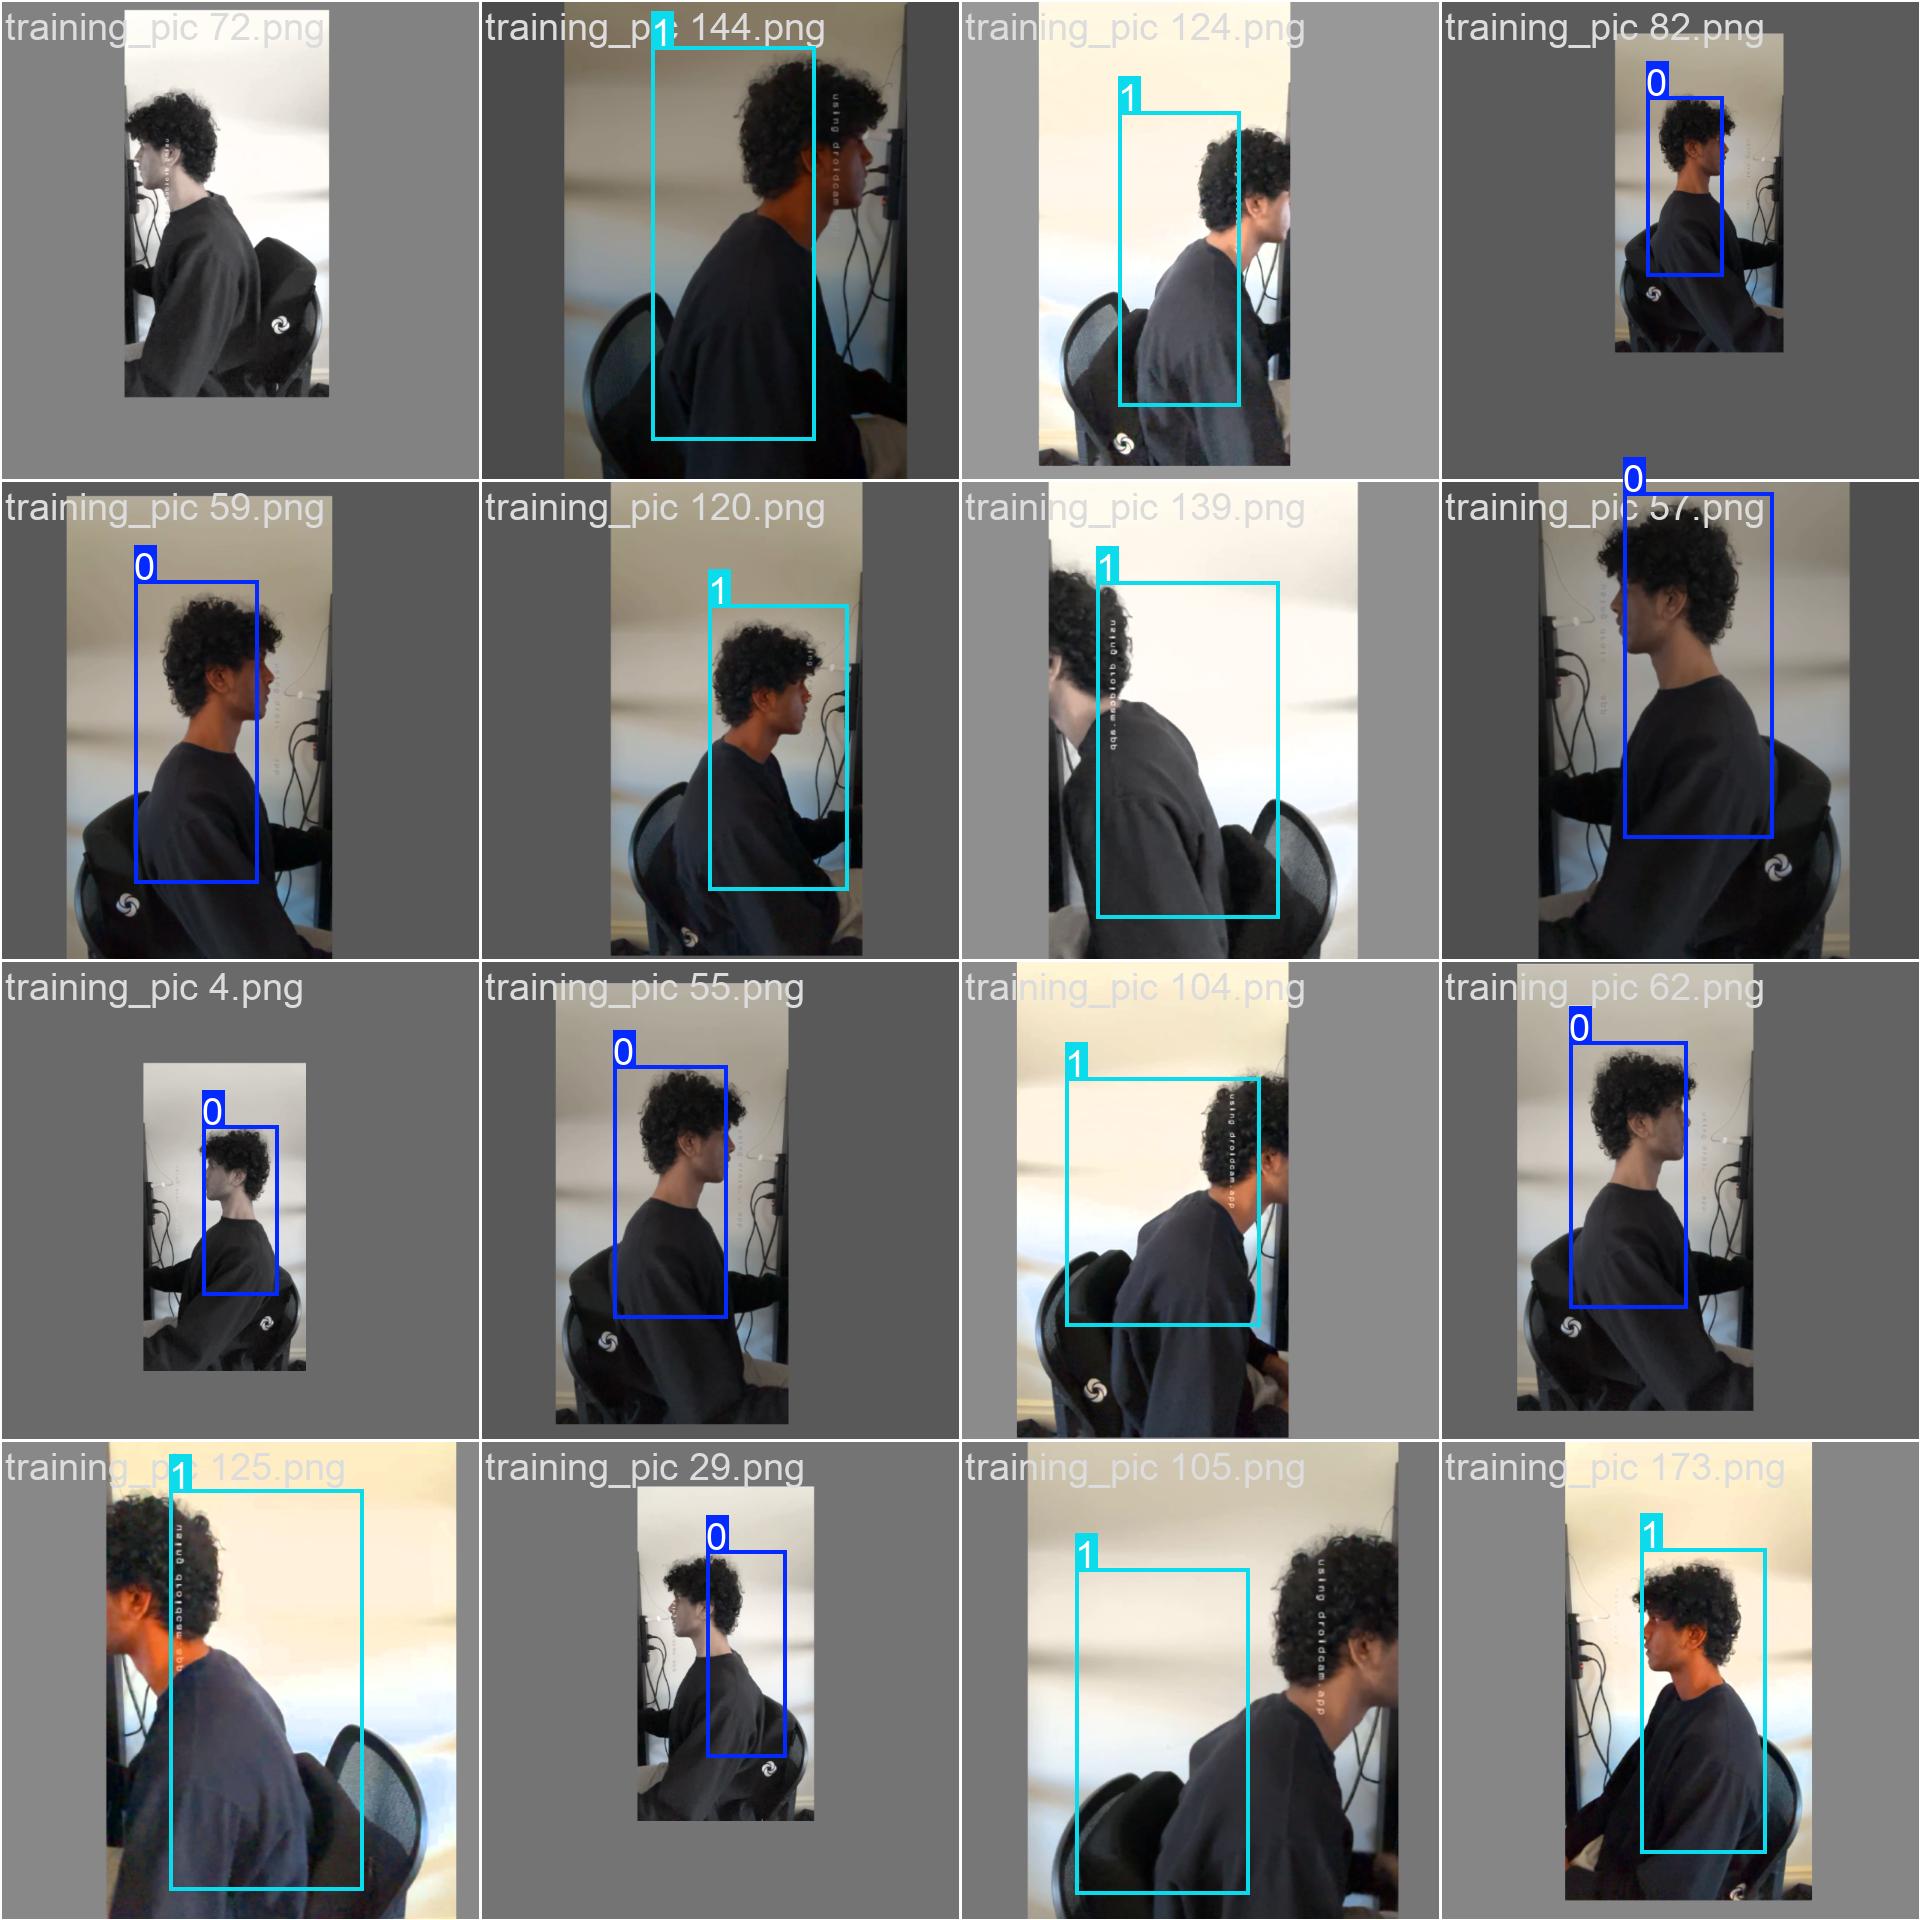 training_pic 72.png
training_pic 144.png
training_pic 124.png
training_pic 82.png
1
1
0
using droidcam
training_pic 59.png
training_pic 120.png
training_pic 139.png
training_pic 57.png
0
1
1
0
using droidcam.app
training_pic 4.png
training_pic 55.png
training_pic 104.png
training_pic 62.png
0
0
1
0
using droidcam.app
training_pic 125.png
training_pic 29.png
training_pic 105.png
training_pic 173.png
1
0
1
1
using droidcam.app
using droidcam.app